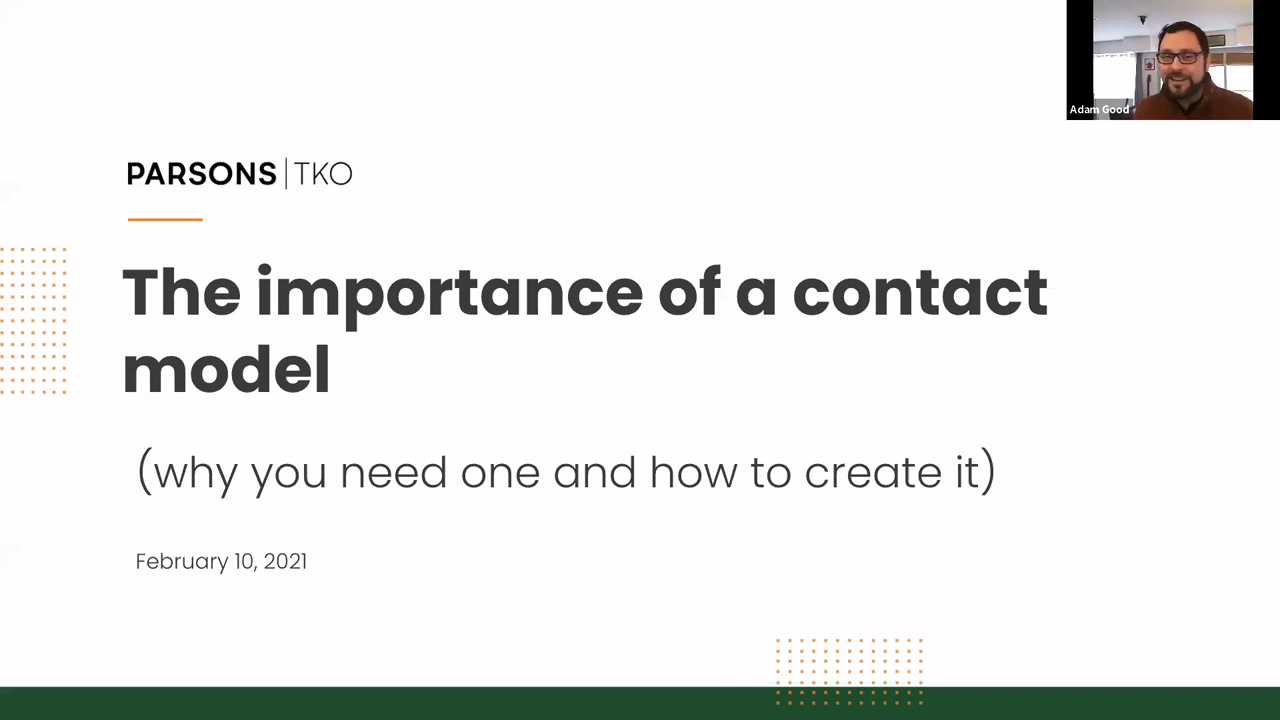 Adam Good
PARSONS | TKO
The importance of a contact
model
(why you need one and how to create it)
February 10, 2021